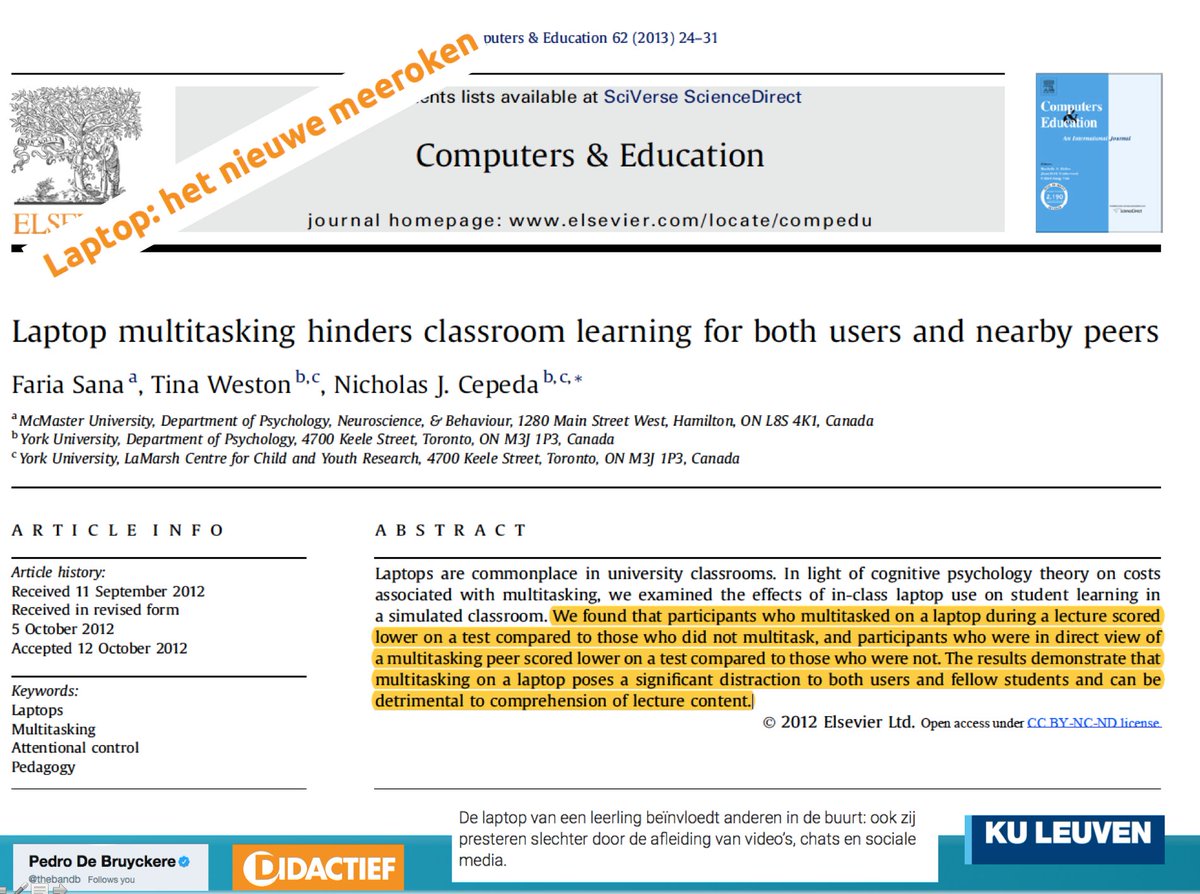 puters & Education 62 (2013) 24–31
ents lists available at SciVerse ScienceDirect
Computers & Education
journal homepage: www.elsevier.com/locate/compedu
Computers
& Education
An International Journal
2.190
ELSE
Laptop: het nieuwe meeroken
Laptop multitasking hinders classroom learning for both users and nearby peers
Faria Sana a, Tina Weston b,c, Nicholas J. Cepeda b,c,*
a McMaster University, Department of Psychology, Neuroscience, & Behaviour, 1280 Main Street West, Hamilton, ON L8S 4K1, Canada
b York University, Department of Psychology, 4700 Keele Street, Toronto, ON M3J 1P3, Canada
c York University, LaMarsh Centre for Child and Youth Research, 4700 Keele Street, Toronto, ON M3J 1P3, Canada
ARTICLE INFO
Article history:
Received 11 September 2012
Received in revised form
5 October 2012
Accepted 12 October 2012
Keywords:
Laptops
Multitasking
Attentional control
Pedagogy
ABSTRACT
Laptops are commonplace in university classrooms. In light of cognitive psychology theory on costs
associated with multitasking, we examined the effects of in-class laptop use on student learning in
a simulated classroom. We found that participants who multitasked on a laptop during a lecture scored
lower on a test compared to those who did not multitask, and participants who were in direct view of
a multitasking peer scored lower on a test compared to those who were not. The results demonstrate that
multitasking on a laptop poses a significant distraction to both users and fellow students and can be
detrimental to comprehension of lecture content.
© 2012 Elsevier Ltd. Open access under CC BY-NC-ND license.
De laptop van een leerling beïnvloedt anderen in de buurt: ook zij
presteren slechter door de afleiding van video's, chats en sociale
media.
Pedro De Bruyckere
@thebandb Follows you
DIDACTIEF
KU LEUVEN